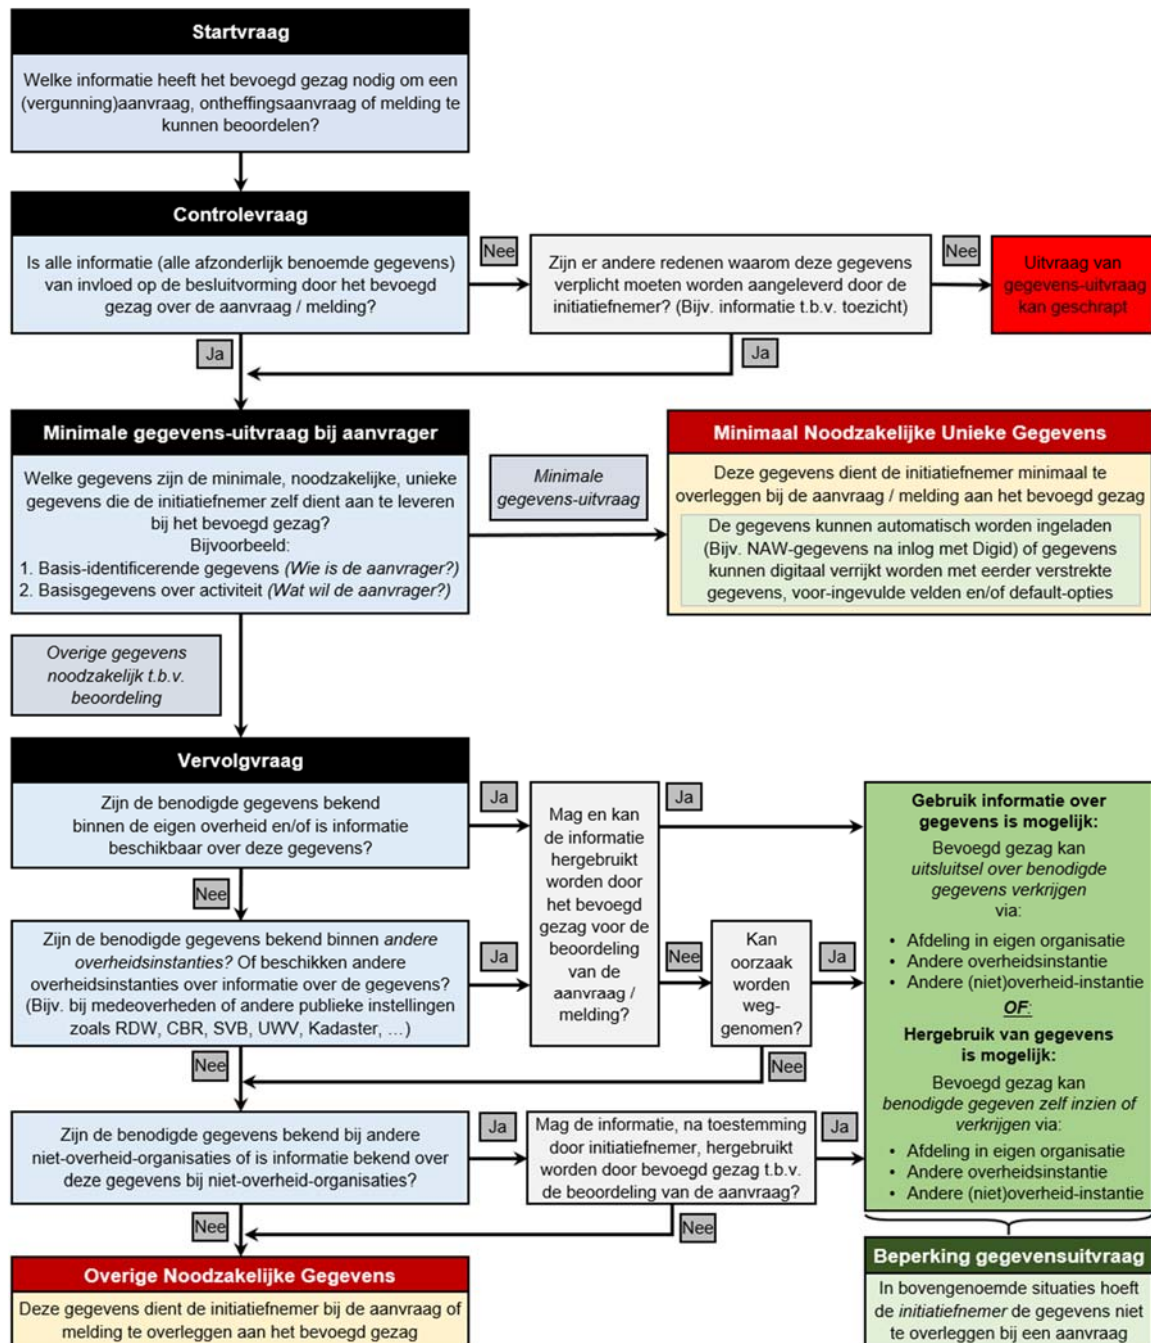 Startvraag
Welke informatie heeft het bevoegd gezag nodig om een
(vergunning)aanvraag, ontheffingsaanvraag of melding te
kunnen beoordelen?
Controlevraag
Is alle informatie (alle afzonderlijk benoemde gegevens)
van invloed op de besluitvorming door het bevoegd
gezag over de aanvraag / melding?
Nee
Zijn er andere redenen waarom deze gegevens
verplicht moeten worden aangeleverd door de
initiatiefnemer? (Bijv. informatie t.b.v. toezicht)
Nee
Uitvraag van
gegevens-uitvraag
kan geschrapt
Ja
Ja
Minimale gegevens-uitvraag bij aanvrager
Welke gegevens zijn de minimale, noodzakelijke, unieke
gegevens die de initiatiefnemer zelf dient aan te leveren
bij het bevoegd gezag?
Bijvoorbeeld:
1. Basis-identificerende gegevens (Wie is de aanvrager?)
2. Basisgegevens over activiteit (Wat wil de aanvrager?)
Minimale
gegevens-uitvraag
Minimaal Noodzakelijke Unieke Gegevens
Deze gegevens dient de initiatiefnemer minimaal te
overleggen bij de aanvraag / melding aan het bevoegd gezag
De gegevens kunnen automatisch worden ingeladen
(Bijv. NAW-gegevens na inlog met Digid) of gegevens
kunnen digitaal verrijkt worden met eerder verstrekte
gegevens, voor-ingevulde velden en/of default-opties
Overige gegevens
noodzakelijk t.b.v.
beoordeling
Vervolgvraag
Zijn de benodigde gegevens bekend
binnen de eigen overheid en/of is informatie
beschikbaar over deze gegevens?
Ja
Mag en kan
de informatie
hergebruikt
worden door
het bevoegd
gezag voor de
beoordeling
van de
aanvraag /
melding?
Ja
Nee
Zijn de benodigde gegevens bekend binnen andere
overheidsinstanties? Of beschikken andere
overheidsinstanties over informatie over de gegevens?
(Bijv. bij medeoverheden of andere publieke instellingen
zoals RDW, CBR, SVB, UWV, Kadaster, …)
Ja
Nee
Kan
oorzaak
worden
weg-
genomen?
Ja
Nee
Nee
Zijn de benodigde gegevens bekend bij andere
niet-overheid-organisaties of is informatie bekend over
deze gegevens bij niet-overheid-organisaties?
Ja
Mag de informatie, na toestemming
door initiatiefnemer, hergebruikt
worden door bevoegd gezag t.b.v.
de beoordeling van de aanvraag?
Ja
Nee
Nee
Gebruik informatie over
gegevens is mogelijk:
Bevoegd gezag kan
uitsluitsel over benodigde
gegevens verkrijgen
via:
• Afdeling in eigen organisatie
• Andere overheidsinstantie
• Andere (niet)overheid-instantie
OF:
Hergebruik van gegevens
is mogelijk:
Bevoegd gezag kan
benodigde gegeven zelf inzien of
verkrijgen via:
• Afdeling in eigen organisatie
• Andere overheidsinstantie
• Andere (niet)overheid-instantie
Overige Noodzakelijke Gegevens
Deze gegevens dient de initiatiefnemer bij de aanvraag of
melding te overleggen aan het bevoegd gezag
Beperking gegevensuitvraag
In bovengenoemde situaties hoeft
de initiatiefnemer de gegevens niet
te overleggen bij een aanvraag